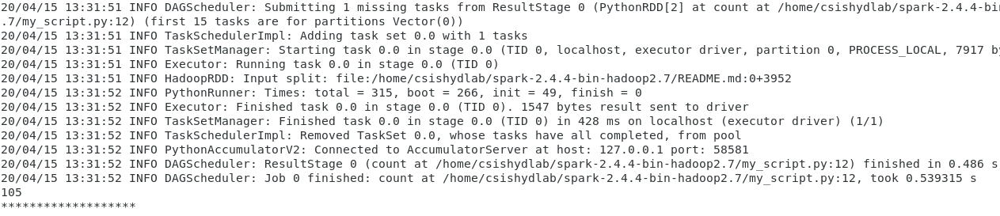 20/04/15 13:31:51 INFO DAGScheduler: Submitting 1 missing tasks from ResultStage 0 (PythonRDD[2] at count at /home/csishydlab/spark-2.4.4-bin
.7/my_script.py:12) (first 15 tasks are for partitions Vector(0))
20/04/15 13:31:51 INFO TaskSchedulerImpl: Adding task set 0.0 with 1 tasks
20/04/15 13:31:51 INFO TaskSetManager: Starting task 0.0 in stage 0.0 (TID 0, localhost, executor driver, partition 0, PROCESS_LOCAL, 7917 by
20/04/15 13:31:51 INFO Executor: Running task 0.0 in stage 0.0 (TID 0)
20/04/15 13:31:51 INFO HadoopRDD: Input split: file:/home/csishydlab/spark-2.4.4-bin-hadoop2.7/README.md:0+3952
20/04/15 13:31:52 INFO PythonRunner: Times: total = 315, boot = 266, init = 49, finish = 0
20/04/15 13:31:52 INFO Executor: Finished task 0.0 in stage 0.0 (TID 0). 1547 bytes result sent to driver
20/04/15 13:31:52 INFO TaskSetManager: Finished task 0.0 in stage 0.0 (TID 0) in 428 ms on localhost (executor driver) (1/1)
20/04/15 13:31:52 INFO TaskSchedulerImpl: Removed TaskSet 0.0, whose tasks have all completed, from pool
20/04/15 13:31:52 INFO PythonAccumulatorV2: Connected to AccumulatorServer at host: 127.0.0.1 port: 58581
20/04/15 13:31:52 INFO DAGScheduler: ResultStage 0 (count at /home/csishydlab/spark-2.4.4-bin-hadoop2.7/my_script.py:12) finished in 0.486 s
20/04/15 13:31:52 INFO DAGScheduler: Job 0 finished: count at /home/csishydlab/spark-2.4.4-bin-hadoop2.7/my_script.py:12, took 0.539315 s
105
*******************